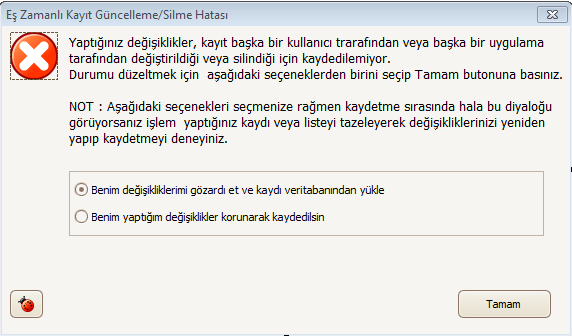 Eş Zamanlı Kayıt Güncelleme/Silme Hatası
Yaptığınız değişiklikler, kayıt başka bir kullanıcı trarafından veya başka bir uygulama
tarafından değiştirildiği veya silindiği için kaydedilemiyor.
Durumu düzeltmek için aşağıdaki seçeneklerden birini seçip Tamam butonuna basınız.
NOT : Aşağıdaki seçenekleri seçmenize rağmen kaydetme sırasında hala bu diyaloğu
görüyorsanız işlem yaptığınız kaydı veya listeyi tazeleyerek değişikliklerinizi yeniden
yapıp kaydetmeyi deneyiniz.
Benim değişikliklerimi gözardı et ve kaydı veritabanından yükle
Benim yaptığım değişiklikler korunarak kaydedilsin
Tamam